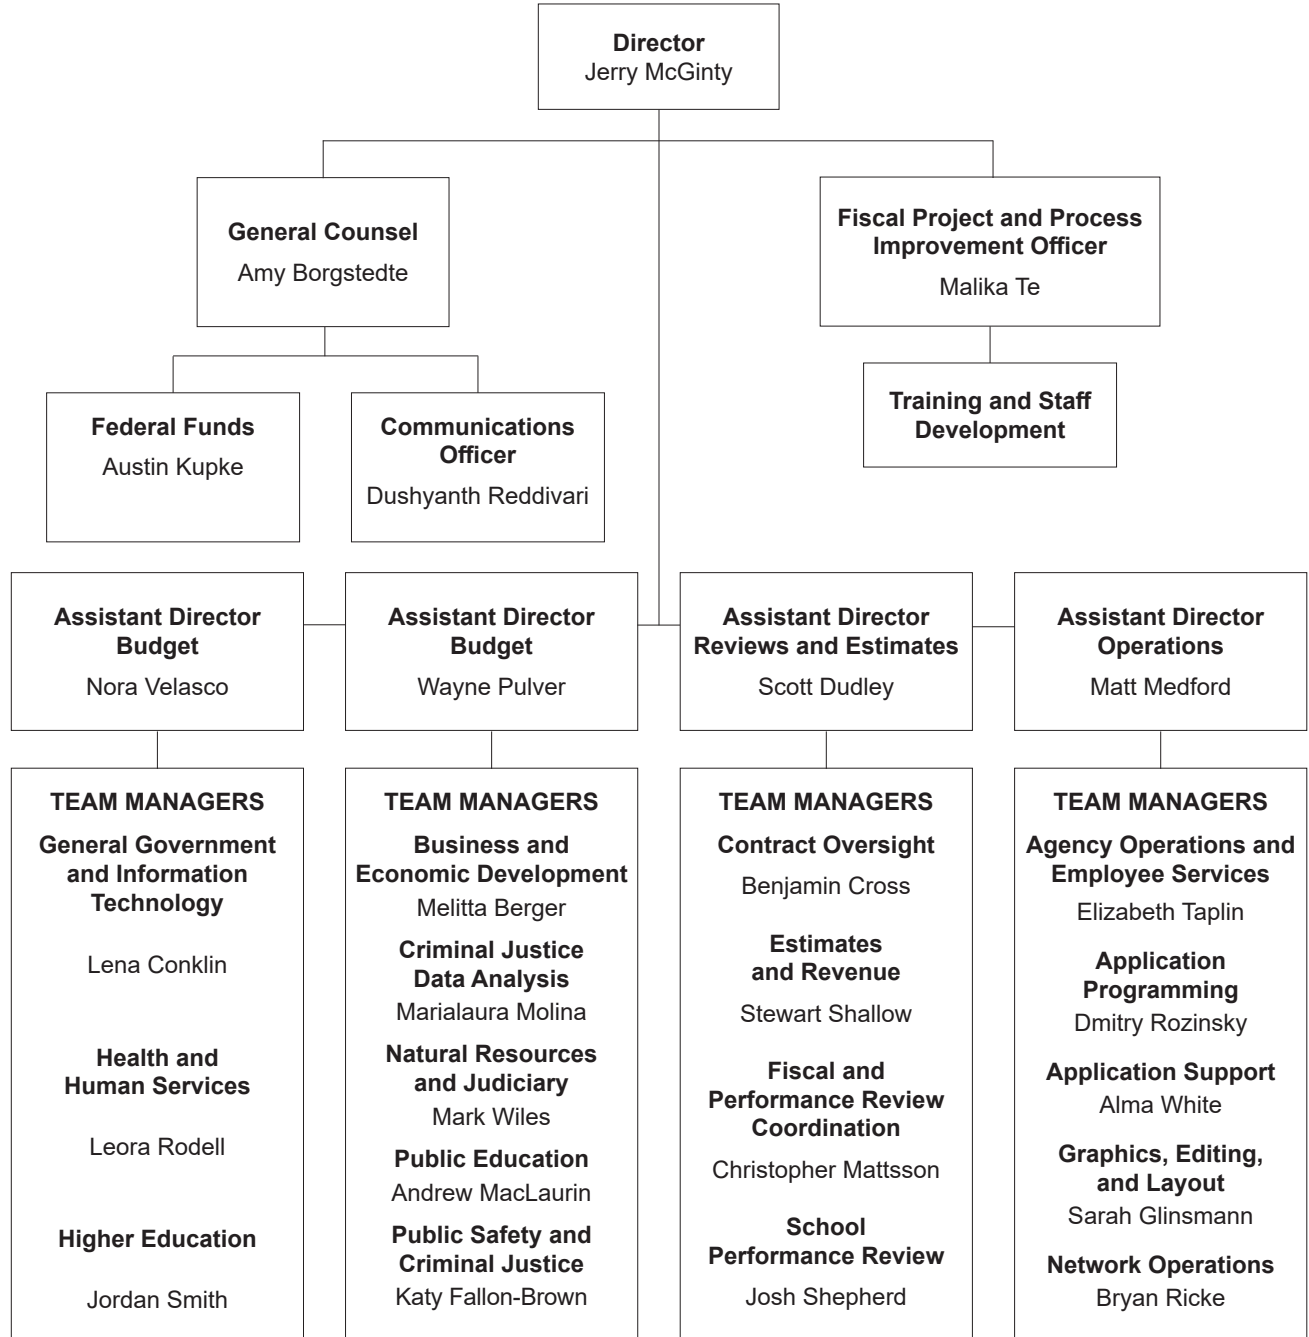 Director
Jerry McGinty
General Counsel
Amy Borgstedte
Fiscal Project and Process
Improvement Officer
Malika Te
Federal Funds
Austin Kupke
Communications
Officer
Dushyanth Reddivari
Training and Staff
Development
Assistant Director
Budget
Nora Velasco
Assistant Director
Budget
Wayne Pulver
Assistant Director
Reviews and Estimates
Scott Dudley
Assistant Director
Operations
Matt Medford
TEAM MANAGERS
General Government
and Information
Technology
Lena Conklin
Health and
Human Services
Leora Rodell
Higher Education
Jordan Smith
TEAM MANAGERS
Business and
Economic Development
Melitta Berger
Criminal Justice
Data Analysis
Marialaura Molina
Natural Resources
and Judiciary
Mark Wiles
Public Education
Andrew MacLaurin
Public Safety and
Criminal Justice
Katy Fallon-Brown
TEAM MANAGERS
Contract Oversight
Benjamin Cross
Estimates
and Revenue
Stewart Shallow
Fiscal and
Performance Review
Coordination
Christopher Mattsson
School
Performance Review
Josh Shepherd
TEAM MANAGERS
Agency Operations and
Employee Services
Elizabeth Taplin
Application
Programming
Dmitry Rozinsky
Application Support
Alma White
Graphics, Editing,
and Layout
Sarah Glinsmann
Network Operations
Bryan Ricke